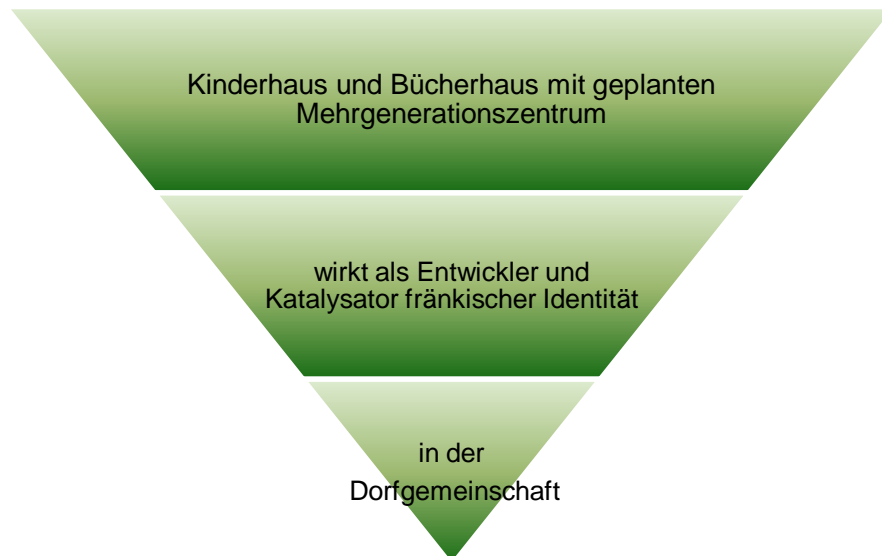 Kinderhaus und Bücherhaus mit geplanten
Mehrgenerationszentrum
wirkt als Entwickler und
Katalysator fränkischer Identität
in der
Dorfgemeinschaft